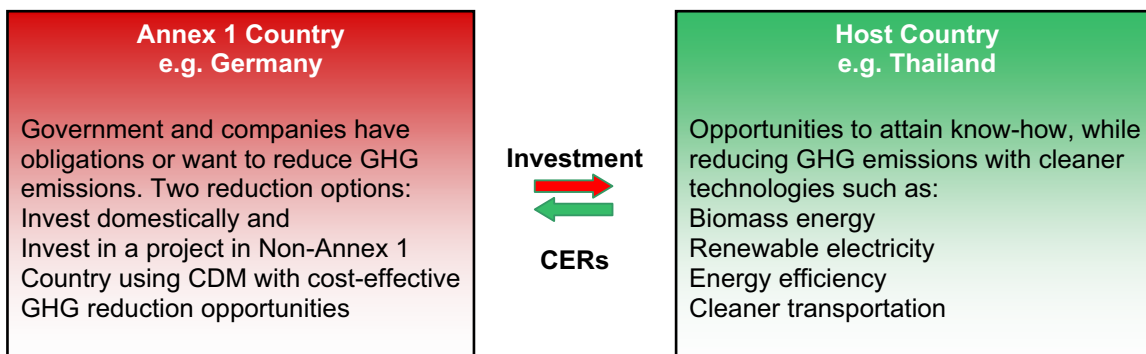 Annex 1 Country
e.g. Germany
Government and companies have
obligations or want to reduce GHG
emissions. Two reduction options:
Invest domestically and
Invest in a project in Non-Annex 1
Country using CDM with cost-effective
GHG reduction opportunities
Investment
CERs
Host Country
e.g. Thailand
Opportunities to attain know-how, while
reducing GHG emissions with cleaner
technologies such as:
Biomass energy
Renewable electricity
Energy efficiency
Cleaner transportation